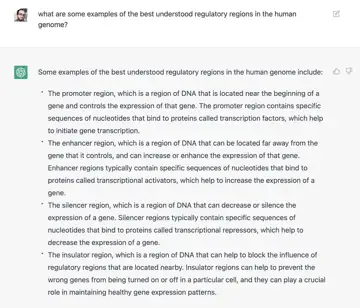 what are some examples of the best understood regulatory regions in the human
genome?
Some examples of the best understood regulatory regions in the human genome include:
• The promoter region, which is a region of DNA that is located near the beginning of a
gene and controls the expression of that gene. The promoter region contains specific
sequences of nucleotides that bind to proteins called transcription factors, which help
to initiate gene transcription.
• The enhancer region, which is a region of DNA that can be located far away from the
gene that it controls, and can increase or enhance the expression of that gene.
Enhancer regions typically contain specific sequences of nucleotides that bind to
proteins called transcriptional activators, which help to increase the expression of a
gene.
• The silencer region, which is a region of DNA that can decrease or silence the
expression of a gene. Silencer regions typically contain specific sequences of
nucleotides that bind to proteins called transcriptional repressors, which help to
decrease the expression of a gene.
• The insulator region, which is a region of DNA that can help to block the influence of
regulatory regions that are located nearby. Insulator regions can help to prevent the
wrong genes from being turned on or off in a particular cell, and can play a crucial
role in maintaining healthy gene expression patterns.